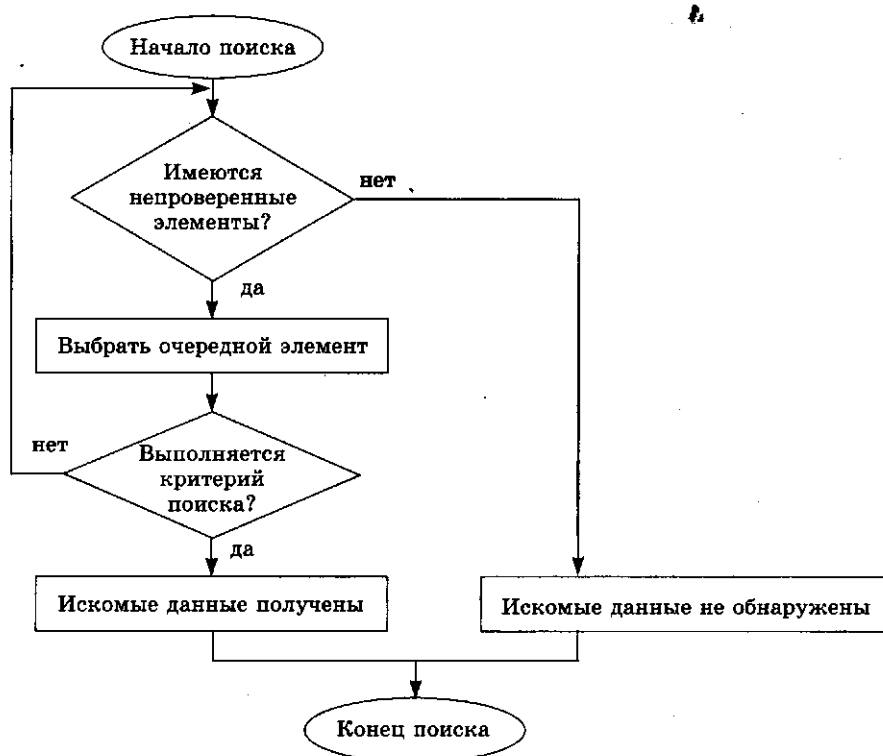 Начало поиска
Имеются
непроверенные
элементы?
нет
да
Выбрать очередной элемент
нет
Выполняется
критерий
поиска?
да
Искомые данные получены
Искомые данные не обнаружены
Конец поиска